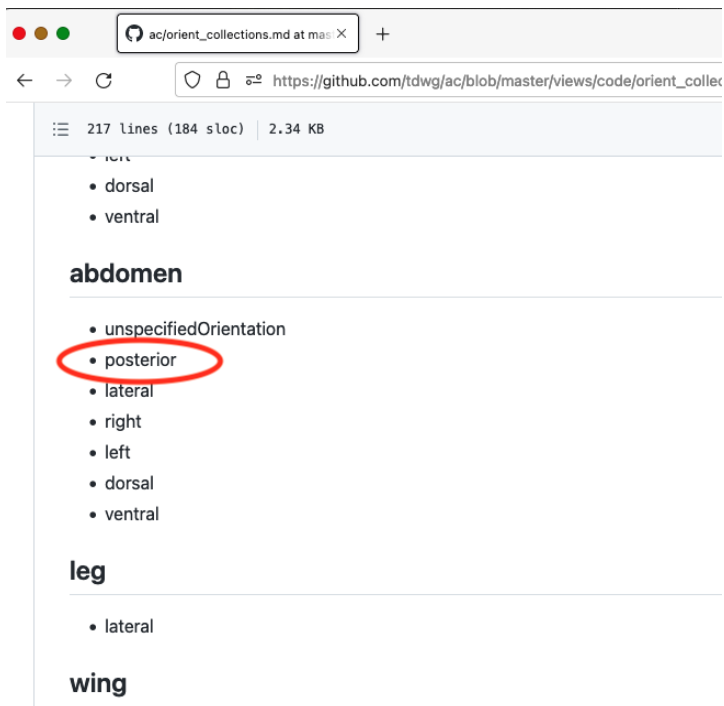 ac/orient_collections.md at mas
https://github.com/tdwg/ac/blob/master/views/code/orient_collec
217 lines (184 sloc) 2.34 KB
left
dorsal
ventral
abdomen
unspecifiedOrientation
posterior
lateral
right
left
dorsal
ventral
leg
lateral
wing